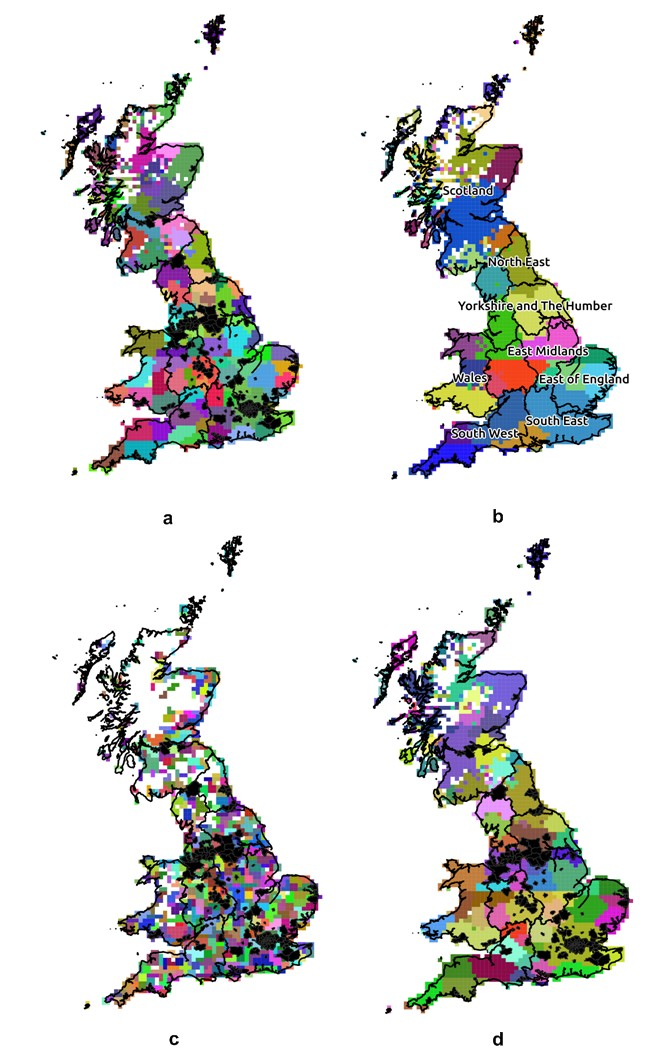 Scotland
North East
Yorkshire and The Humber
East Midlands
Wales
East of England
South East
South West
a
b
c
d